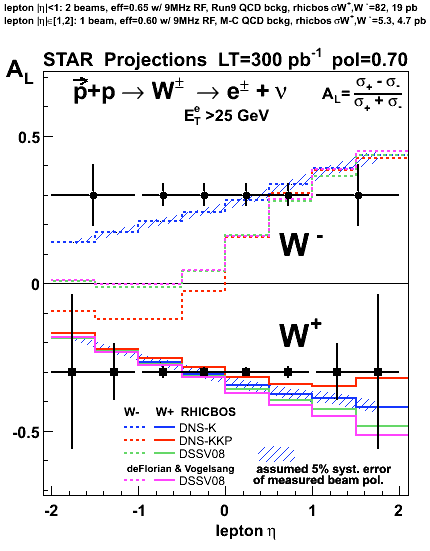 lepton |η|<1: 2 beams, eff=0.65 w/ 9MHz RF, Run9 QCD bckg, rhicbos σW⁺,W⁻=82, 19 pb
lepton |η|∈[1,2]: 1 beam, eff=0.60 w/ 9MHz RF, M-C QCD bckg, rhicbos σW⁺,W⁻=5.3, 4.7 pb
STAR Projections LT=300 pb⁻¹ pol=0.70
A_L
p⃗+p → W± → e± + ν
E_T^e >25 GeV
A_L = (σ₊ - σ₋)/(σ₊ + σ₋)
0.5
W⁻
0
W⁺
-0.5
W- W+ RHICBOS
DNS-K
DNS-KKP
DSSV08
deFlorian & Vogelsang
DSSV08
assumed 5% syst. error
of measured beam pol.
-2 -1 0 1 2
lepton η